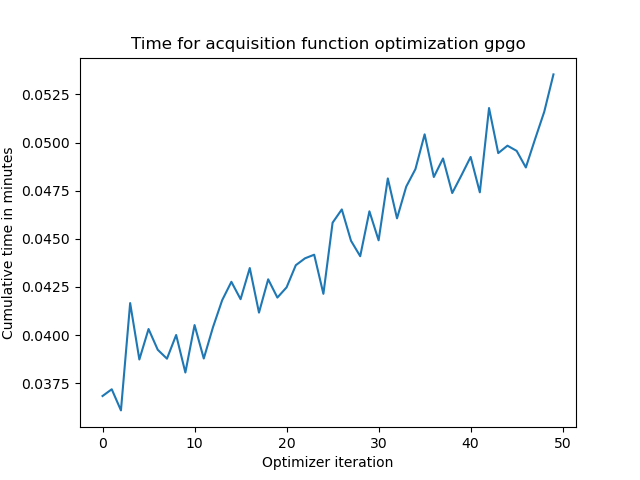 Time for acquisition function optimization gpgo
0.0525
0.0500
0.0475
0.0450
0.0425
0.0400
0.0375
Cumulative time in minutes
0 10 20 30 40 50
Optimizer iteration